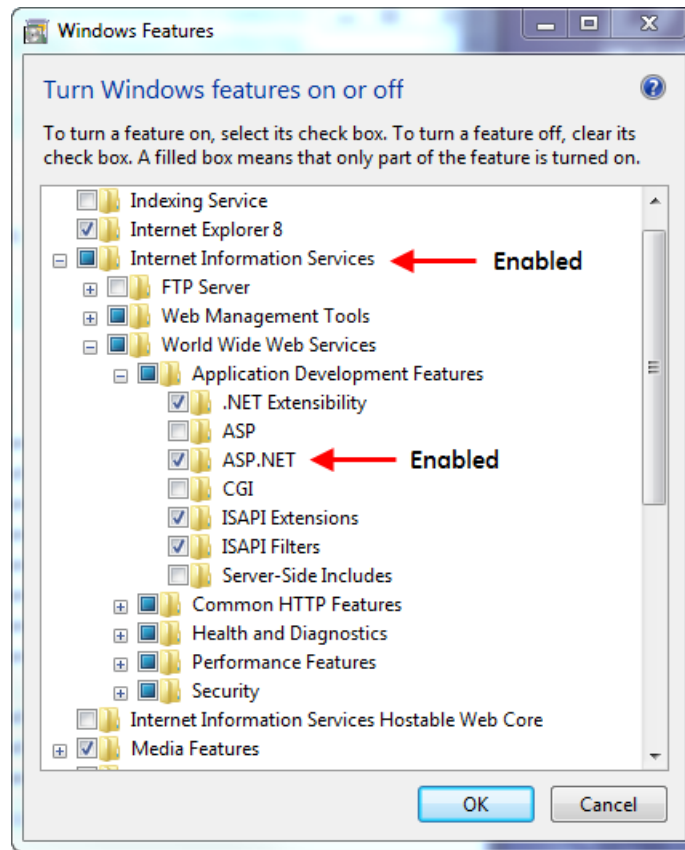 Windows Features
Turn Windows features on or off
To turn a feature on, select its check box. To turn a feature off, clear its
check box. A filled box means that only part of the feature is turned on.
Indexing Service
Internet Explorer 8
Internet Information Services Enabled
FTP Server
Web Management Tools
World Wide Web Services
Application Development Features
.NET Extensibility
ASP
ASP.NET Enabled
CGI
ISAPI Extensions
ISAPI Filters
Server-Side Includes
Common HTTP Features
Health and Diagnostics
Performance Features
Security
Internet Information Services Hostable Web Core
Media Features
OK Cancel